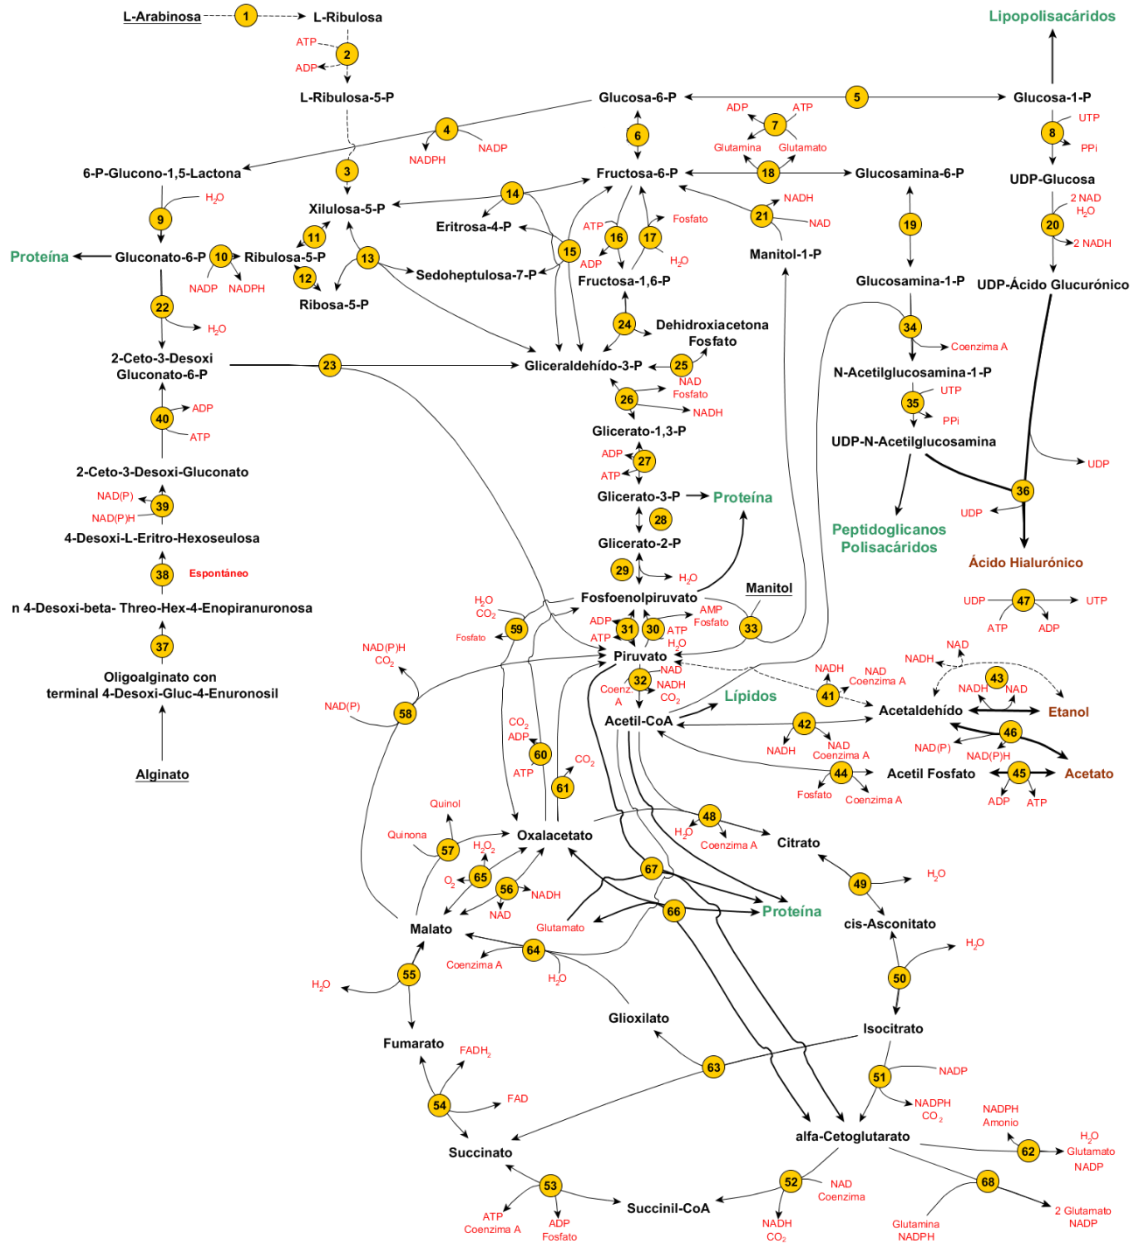 Lipopolisacáridos
L-Arabinosa
1
L-Ribulosa
ATP
2
ADP
L-Ribulosa-5-P
Glucosa-6-P
5
Glucosa-1-P
ADP
ATP
7
Glutamina
Glutamato
UTP
8
PPi
4
NADPH
NADP
6
3
6-P-Glucono-1,5-Lactona
Fructosa-6-P
18
Glucosamina-6-P
UDP-Glucosa
H₂O
9
Xilulosa-5-P
14
Eritrosa-4-P
NADH
21
NAD
Manitol-1-P
19
2 NAD
H₂O
20
2 NADH
11
ATP
16
ADP
Fosfato
17
H₂O
15
Proteína
Gluconato-6-P
10
NADP
NADPH
Ribulosa-5-P
13
12
Sedoheptulosa-7-P
Fructosa-1,6-P
Glucosamina-1-P
UDP-Ácido Glucurónico
Ribosa-5-P
22
H₂O
24
Dehidroxiacetona
Fosfato
34
Coenzima A
2-Ceto-3-Desoxi
Gluconato-6-P
23
Gliceraldehído-3-P
25
N-Acetilglucosamina-1-P
NAD
Fosfato
26
NADH
UTP
35
PPi
ADP
40
ATP
Glicerato-1,3-P
UDP-N-Acetilglucosamina
ADP
27
ATP
UDP
2-Ceto-3-Desoxi-Gluconato
NAD(P)
39
NAD(P)H
Glicerato-3-P
Proteína
36
UDP
28
4-Desoxi-L-Eritro-Hexoseulosa
Glicerato-2-P
Peptidoglicanos
Polisacáridos
38
Espontáneo
29
H₂O
Ácido Hialurónico
n 4-Desoxi-beta- Threo-Hex-4-Enopiranuronosa
Fosfoenolpiruvato
Manitol
H₂O
CO₂
59
Fosfato
ADP
31
ATP
30
AMP
Fosfato
ATP
H₂O
33
UDP
47
UTP
ATP
ADP
37
Oligoalginato con
terminal 4-Desoxi-Gluc-4-Enuronosil
Piruvato
NAD(P)H
CO₂
NAD(P)
58
Coenz.
A
32
NAD
NADH
CO₂
NADH
41
NAD
Coenzima A
NAD
NADH
43
NADH
NAD
Lípidos
Acetil-CoA
42
NADH
NAD
Coenzima A
Acetaldehído
Etanol
46
NAD(P)
NAD(P)H
CO₂
ADP
60
ATP
CO₂
61
44
Fosfato
Coenzima A
Acetil Fosfato
45
ADP
ATP
Acetato
Alginato
Quinol
Quinona
57
Oxalacetato
48
H₂O
Coenzima A
Citrato
H₂O₂
O₂
65
56
NAD
NADH
67
49
H₂O
Glutamato
66
Proteína
cis-Asconitato
Malato
64
Coenzima A
H₂O
H₂O
50
H₂O
55
Glioxilato
Isocitrato
Fumarato
FADH₂
54
FAD
63
51
NADP
NADPH
CO₂
alfa-Cetoglutarato
NADPH
Amonio
62
H₂O
Glutamato
NADP
Succinato
53
ATP
Coenzima A
ADP
Fosfato
Succinil-CoA
52
NAD
Coenzima
NADH
CO₂
68
Glutamina
NADPH
2 Glutamato
NADP